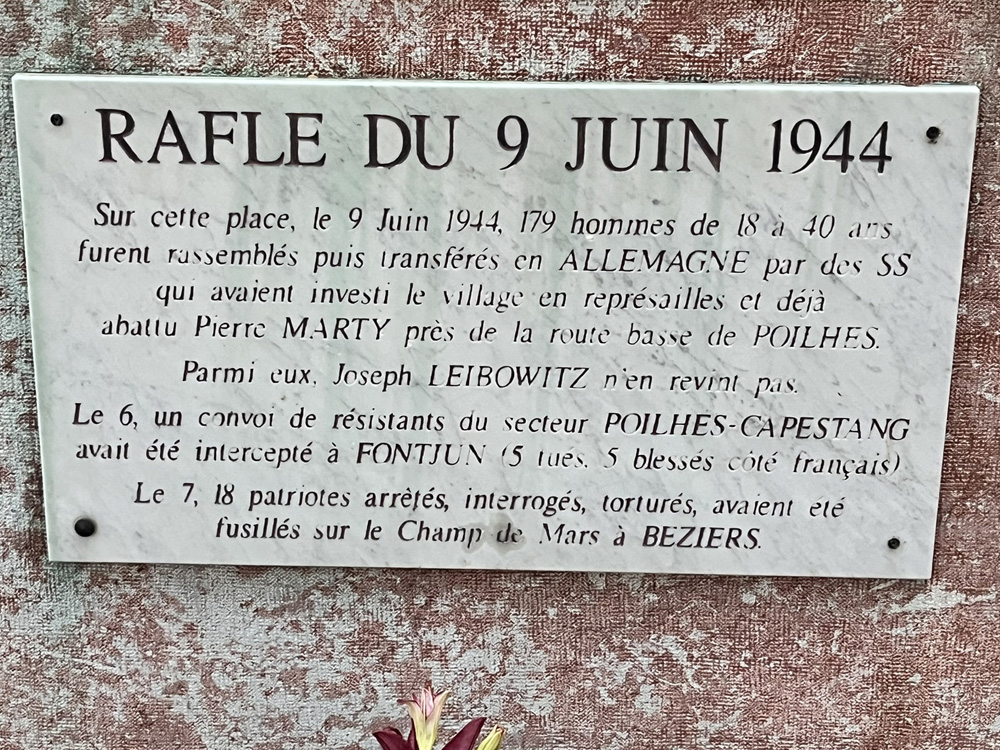 RAFLE DU 9 JUIN 1944
Sur cette place, le 9 Juin 1944, 179 hommes de 18 à 40 ans
furent rassemblés puis transférés en ALLEMAGNE par des SS
qui avaient investi le village en représailles et déjà
abattu Pierre MARTY près de la route basse de POILHES.
Parmi eux, Joseph LEIBOWITZ n'en revint pas.
Le 6, un convoi de résistants du secteur POILHES-CAPESTANG
avait été intercepté à FONTJUN (5 tués, 5 blessés côté français)
Le 7, 18 patriotes arrêtés, interrogés, torturés, avaient été
fusillés sur le Champ de Mars à BEZIERS.